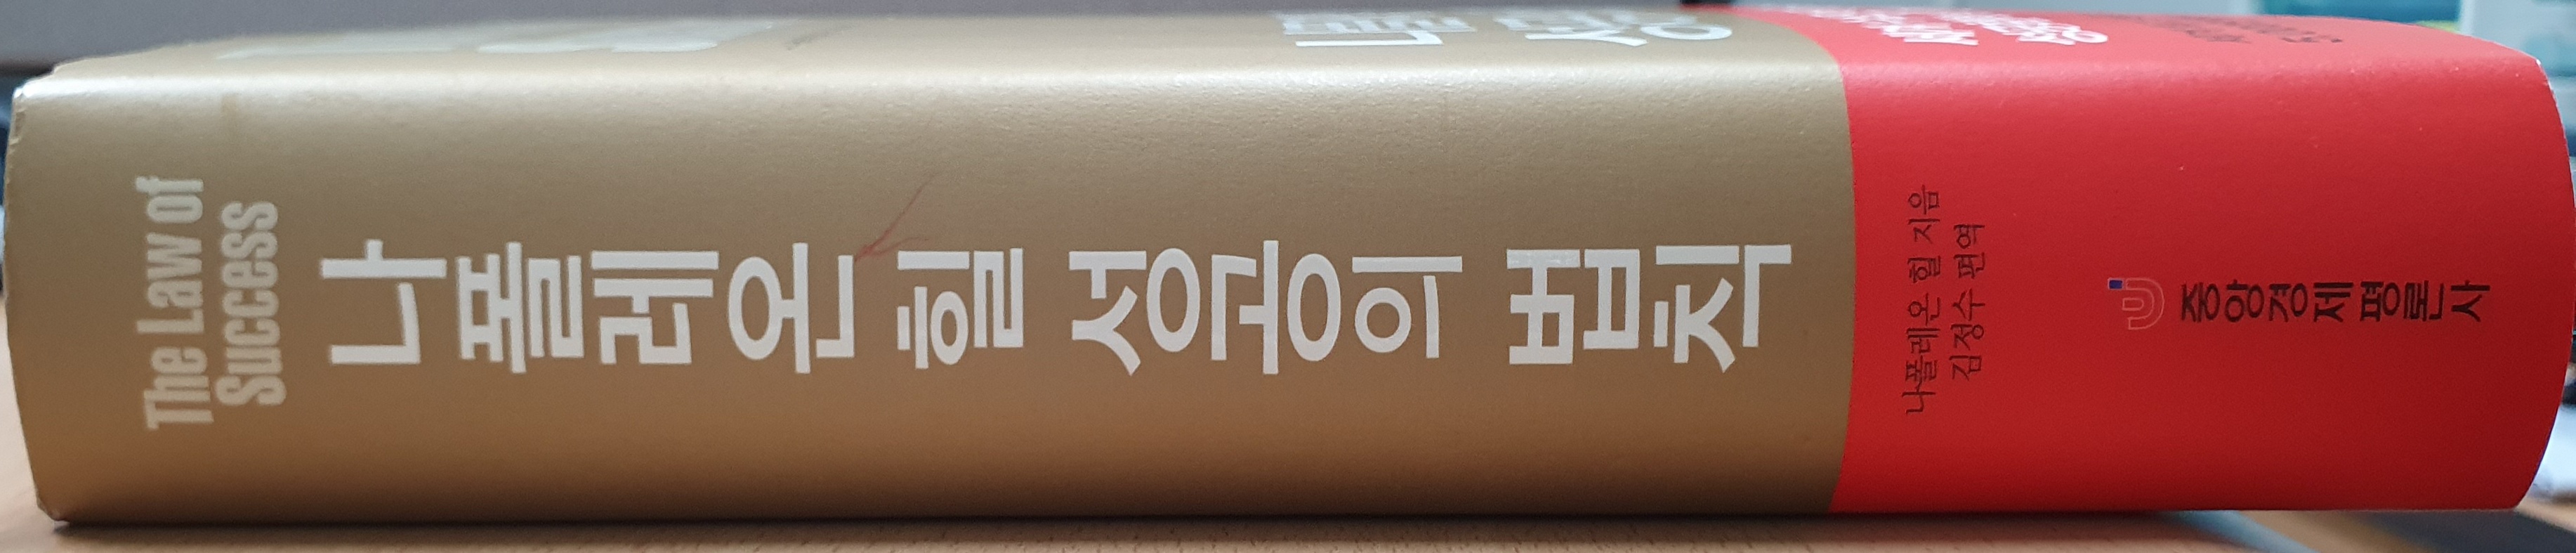 The Law of
Success
나폴레온 힐 성공의 법칙
나폴레온 힐 지음
김정수 편역
중앙경제평론사